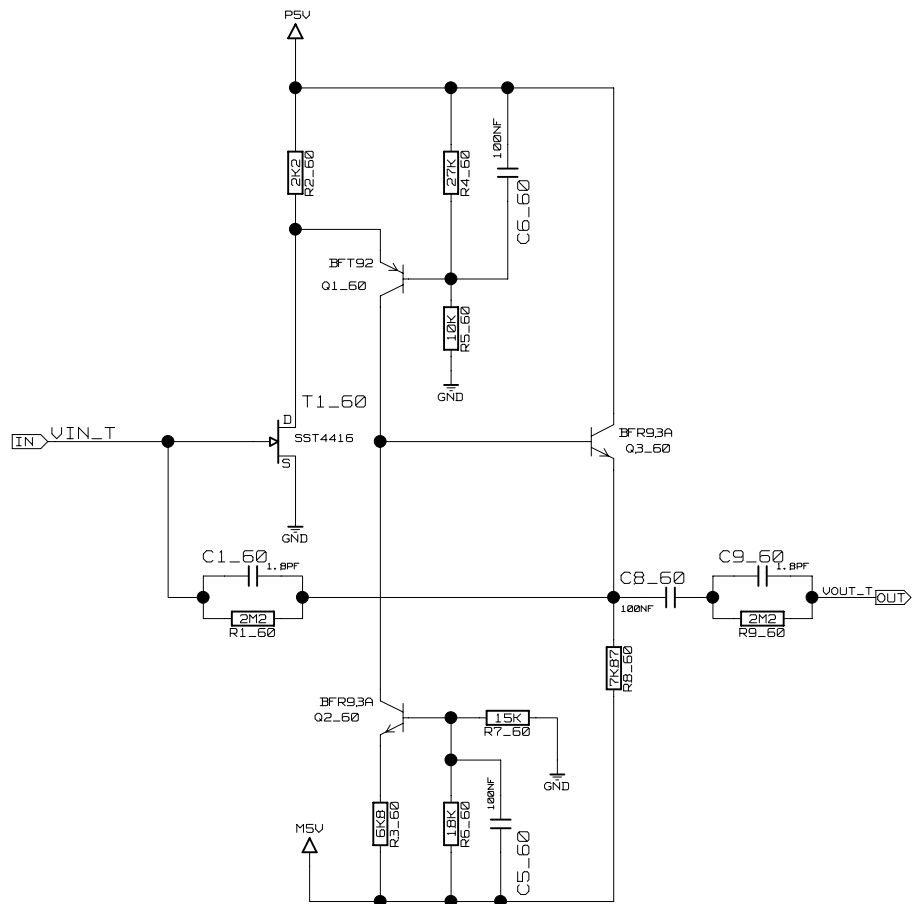 P5V
2K2
R2_60
27K
R4_60
100NF
C6_60
BFT92
Q1_60
10K
R5_60
GND
T1_60
D
SST4416
S
IN
VIN_T
GND
BFR93A
Q3_60
C1_60
1.8PF
2M2
R1_60
C8_60
100NF
C9_60
1.8PF
2M2
R9_60
VOUT_T
OUT
7K87
R8_60
BFR93A
Q2_60
15K
R7_60
GND
6K8
R3_60
18K
R6_60
100NF
C5_60
M5V